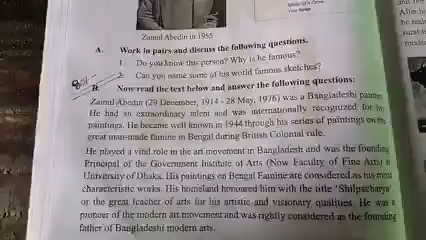 Zainul Abedin in 1955
A. Work in pairs and discuss the following questions.
1. Do you know this person? Why is he famous?
2. Can you name some of his world famous sketches?
B. Now read the text below and answer the following questions:
Zainul Abedin (29 December, 1914 - 28 May, 1976) was a Bangladeshi painter.
He had an extraordinary talent and was internationally recognized for his
paintings. He became well known in 1944 through his series of paintings on the
great man-made famine in Bengal during British Colonial rule.
He played a vital role in the art movement in Bangladesh and was the founding
Principal of the Government Institute of Arts (Now Faculty of Fine Arts)
University of Dhaka. His paintings on Bengal Famine are considered as his most
characteristic works. His homeland honoured him with the title 'Shilpacharya'
or the great teacher of arts for his artistic and visionary qualities. He was a
pioneer of the modern art movement and was rightly considered as the founding
father of Bangladeshi modern arts.